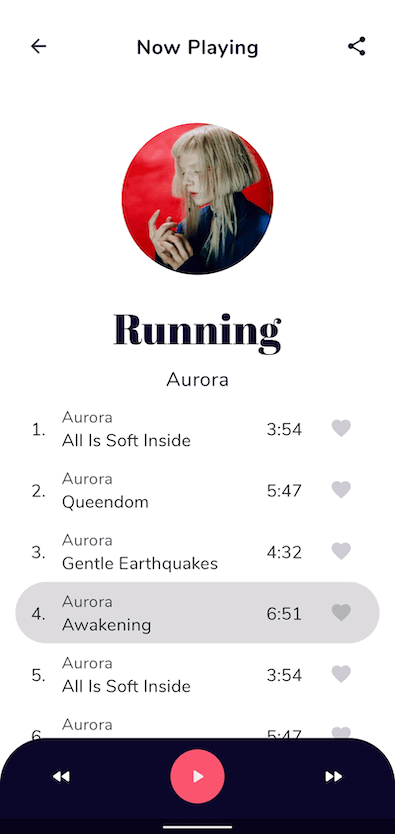 Now Playing
Running
Aurora
Aurora
1. All Is Soft Inside 3:54
Aurora
2. Queendom 5:47
Aurora
3. Gentle Earthquakes 4:32
Aurora
4. Awakening 6:51
Aurora
5. All Is Soft Inside 3:54
Aurora
6. 5:47